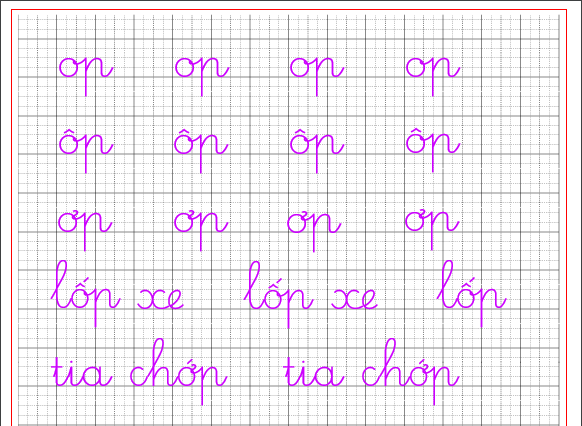 op op op op
ôp ôp ôp ôp
ơp ơp ơp ơp
lốp xe lốp xe lốp
tia chớp tia chớp